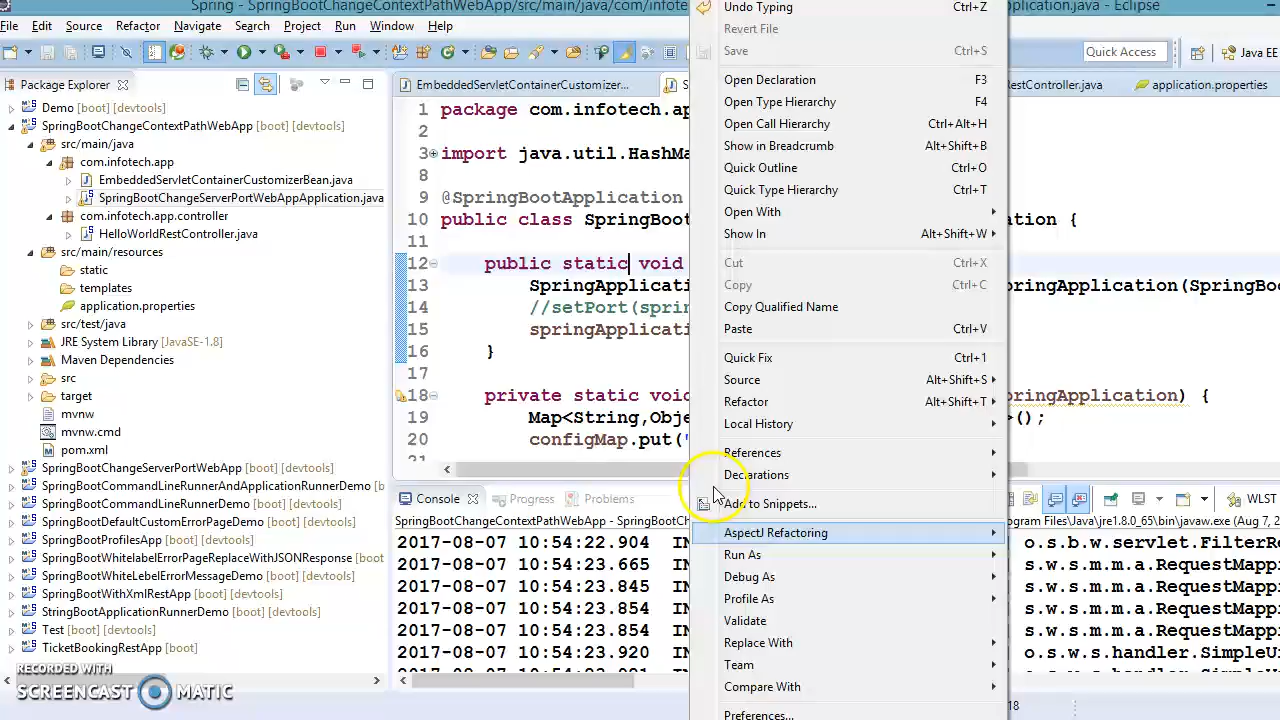 Spring - SpringBootChangeContextPathWebApp/src/main/java/com/infote
pplication.java - Eclipse
File Edit Source Refactor Navigate Search Project Run Window Help
Quick Access
Java EE
Package Explorer
Demo [boot] [devtools]
SpringBootChangeContextPathWebApp [boot] [devtools]
src/main/java
com.infotech.app
EmbeddedServletContainerCustomizerBean.java
SpringBootChangeServerPortWebAppApplication.java
com.infotech.app.controller
HelloWorldRestController.java
src/main/resources
static
templates
application.properties
src/test/java
JRE System Library [JavaSE-1.8]
Maven Dependencies
src
target
mvnw
mvnw.cmd
pom.xml
SpringBootChangeServerPortWebApp [boot] [devtools]
SpringBootCommandLineRunnerAndApplicationRunnerDemo [boot] [devtools]
SpringBootCommandLineRunnerDemo [boot] [devtools]
SpringBootDefaultCustomErrorPageDemo [boot] [devtools]
SpringBootProfilesApp [boot] [devtools]
SpringBootWhitelabelErrorPageReplaceWithJSONResponse [boot] [devtools]
SpringBootWhiteLebelErrorMessageDemo [boot] [devtools]
SpringBootWithXmlRestApp [boot] [devtools]
StringBootApplicationRunnerDemo [boot] [devtools]
Test [boot] [devtools]
TicketBookingRestApp [boot]
EmbeddedServletContainerCustomizer...
S
RestController.java
application.properties
1 package com.infotech.ap
2
3 import java.util.HashMa
8
9 @SpringBootApplication
10 public class SpringBoot
ation {
11
12 public static void
13 SpringApplicati
pringApplication(SpringBoo
14 //setPort(sprin
15 springApplicati
16 }
17
18 private static void
pringApplication) {
19 Map<String,Obje
>();
20 configMap.put("
21
Undo Typing Ctrl+Z
Revert File
Save Ctrl+S
Open Declaration F3
Open Type Hierarchy F4
Open Call Hierarchy Ctrl+Alt+H
Show in Breadcrumb Alt+Shift+B
Quick Outline Ctrl+O
Quick Type Hierarchy Ctrl+T
Open With
Show In Alt+Shift+W
Cut Ctrl+X
Copy Ctrl+C
Copy Qualified Name
Paste Ctrl+V
Quick Fix Ctrl+1
Source Alt+Shift+S
Refactor Alt+Shift+T
Local History
References
Declarations
Add to Snippets...
AspectJ Refactoring
Run As
Debug As
Profile As
Validate
Replace With
Team
Compare With
Preferences...
Console Progress Problems
WLST
SpringBootChangeContextPathWebApp - SpringBootCh
ogram Files\Java\jre1.8.0_65\bin\javaw.exe (Aug 7, 2
2017-08-07 10:54:22.904 IN
o.s.b.w.servlet.FilterRe
2017-08-07 10:54:23.665 IN
s.w.s.m.m.a.RequestMappi
2017-08-07 10:54:23.845 IN
s.w.s.m.m.a.RequestMappi
2017-08-07 10:54:23.854 IN
s.w.s.m.m.a.RequestMappi
2017-08-07 10:54:23.854 IN
s.w.s.m.m.a.RequestMappi
2017-08-07 10:54:23.920 IN
o.s.w.s.handler.SimpleUr
RECORDED WITH
SCREENCAST MATIC
18